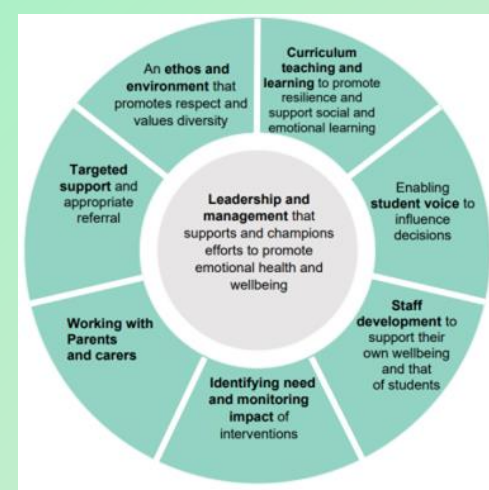 Curriculum
teaching and
learning to promote
resilience and
support social and
emotional learning
Enabling
student voice to
influence
decisions
Staff
development to
support their
own wellbeing
and that
of students
Identifying need
and monitoring
impact of
interventions
Working with
Parents
and carers
Targeted
support and
appropriate
referral
An ethos and
environment that
promotes respect and
values diversity
Leadership and
management that
supports and champions
efforts to promote
emotional health and
wellbeing